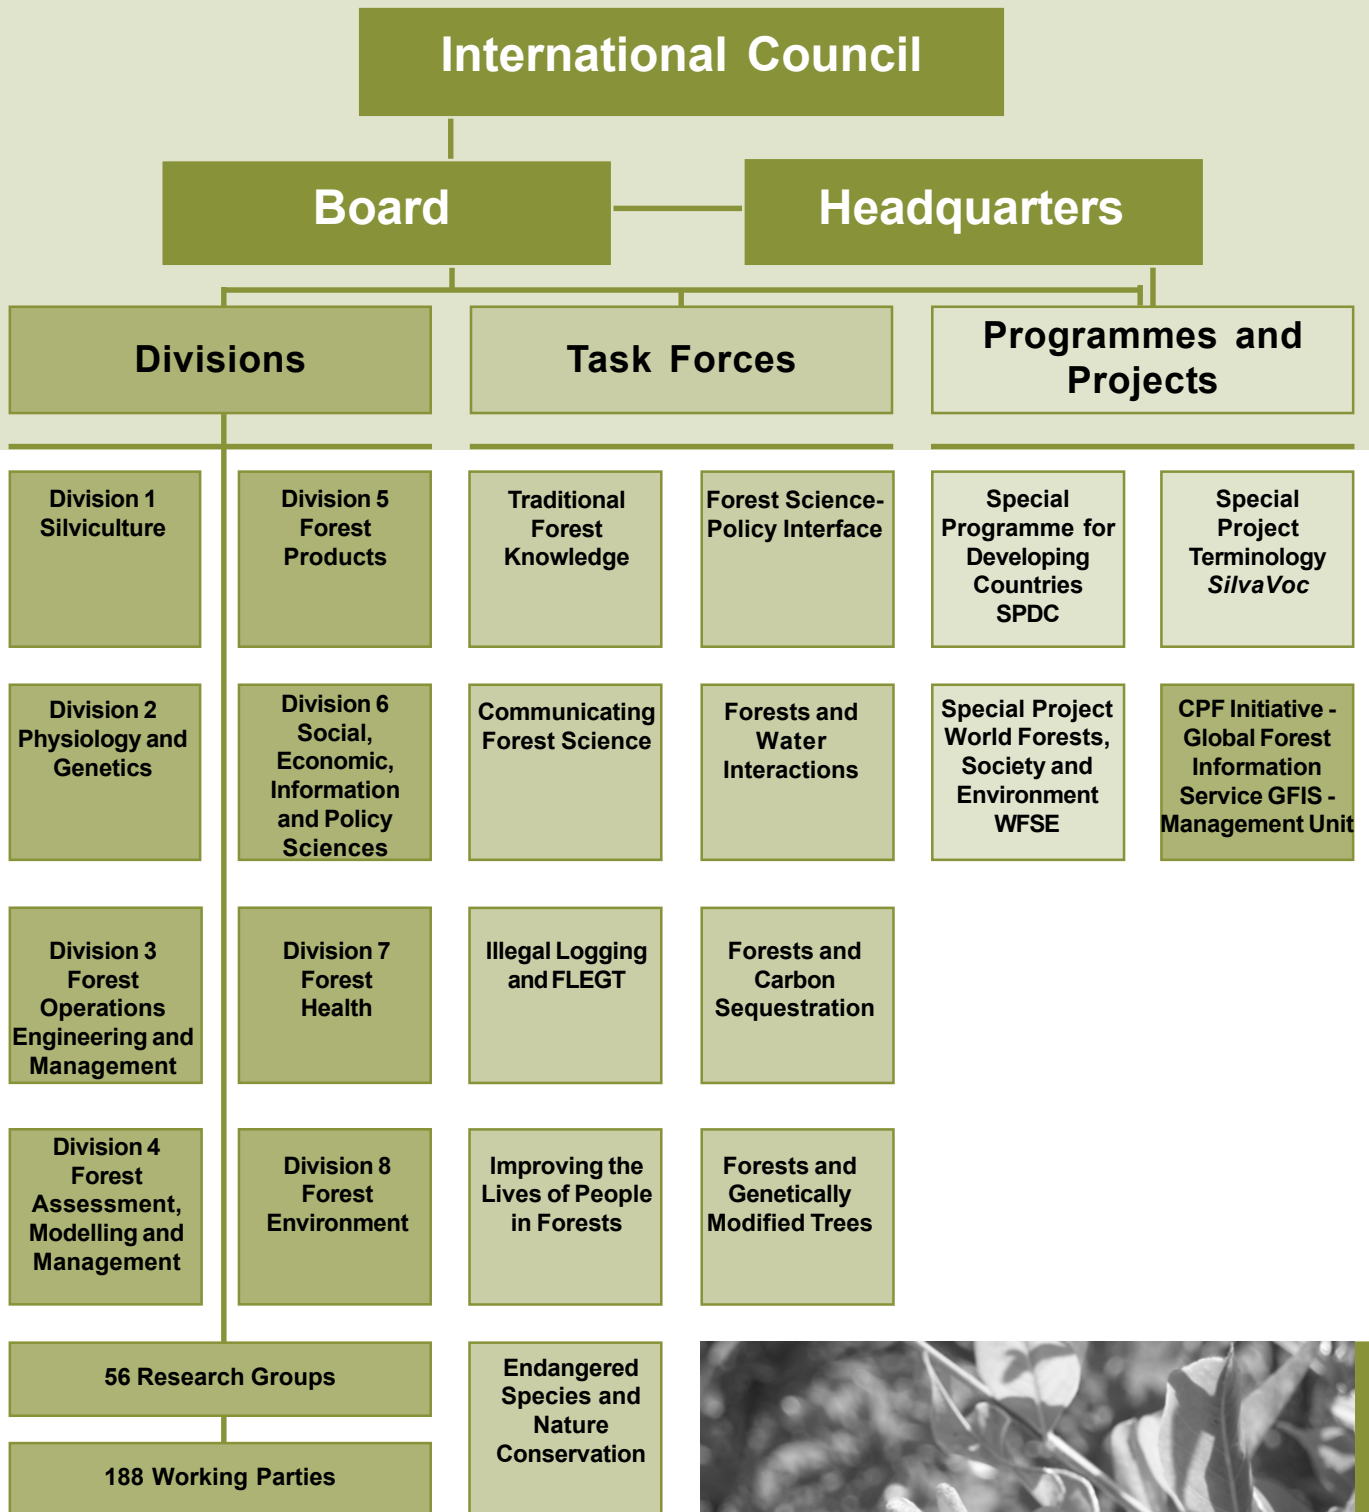 International Council
Board
Headquarters
Divisions
Task Forces
Programmes and
Projects
Division 1
Silviculture
Division 5
Forest
Products
Traditional
Forest
Knowledge
Forest Science-
Policy Interface
Special
Programme for
Developing
Countries
SPDC
Special
Project
Terminology
SilvaVoc
Division 2
Physiology and
Genetics
Division 6
Social,
Economic,
Information
and Policy
Sciences
Communicating
Forest Science
Forests and
Water
Interactions
Special Project
World Forests,
Society and
Environment
WFSE
CPF Initiative -
Global Forest
Information
Service GFIS -
Management Unit
Division 3
Forest
Operations
Engineering and
Management
Division 7
Forest
Health
Illegal Logging
and FLEGT
Forests and
Carbon
Sequestration
Division 4
Forest
Assessment,
Modelling and
Management
Division 8
Forest
Environment
Improving the
Lives of People
in Forests
Forests and
Genetically
Modified Trees
56 Research Groups
188 Working Parties
Endangered
Species and
Nature
Conservation